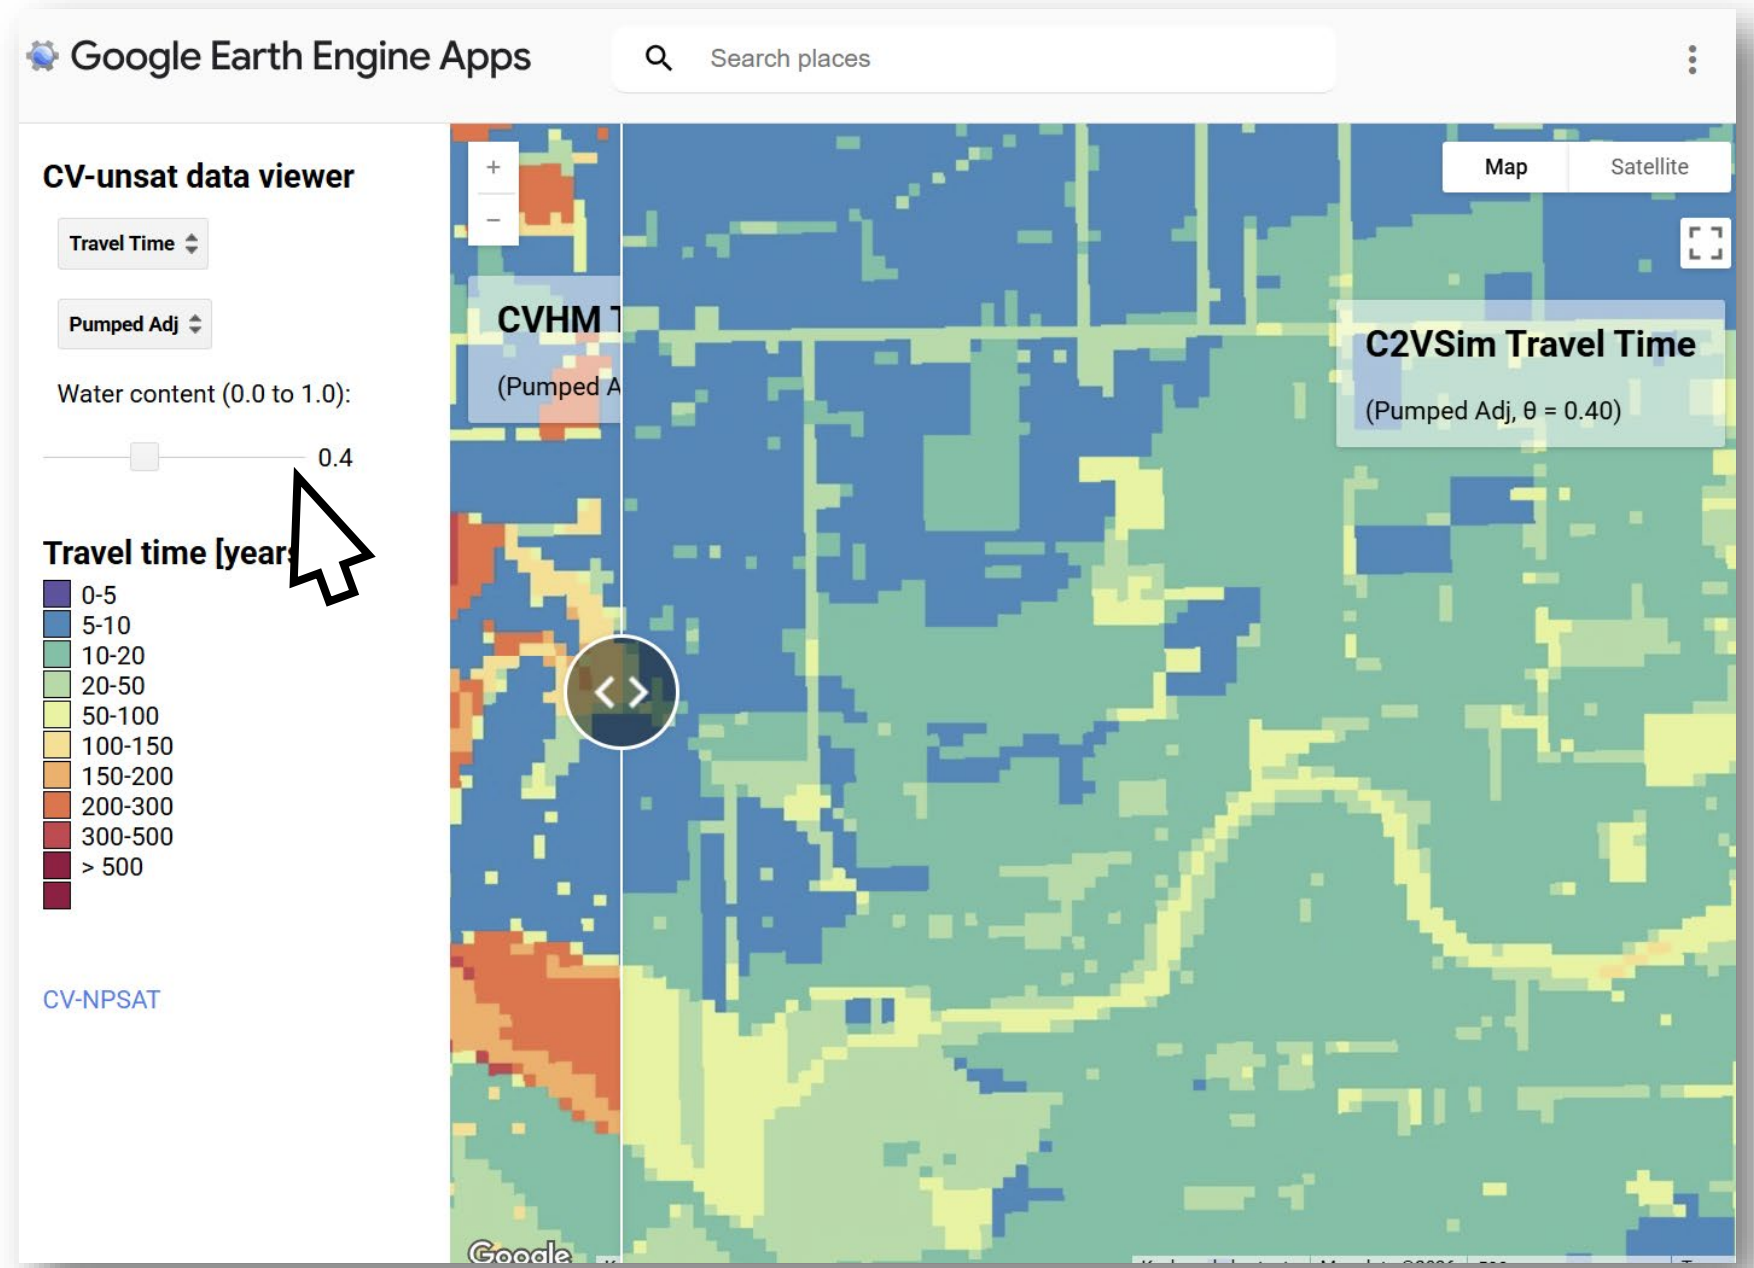 Google Earth Engine Apps
Search places
CV-unsat data viewer
Travel Time
Pumped Adj
Water content (0.0 to 1.0):
0.4
Travel time [years
0-5
5-10
10-20
20-50
50-100
100-150
150-200
200-300
300-500
> 500
CV-NPSAT
+
−
CVHM
(Pumped
Map
Satellite
C2VSim Travel Time
(Pumped Adj, θ = 0.40)
Google